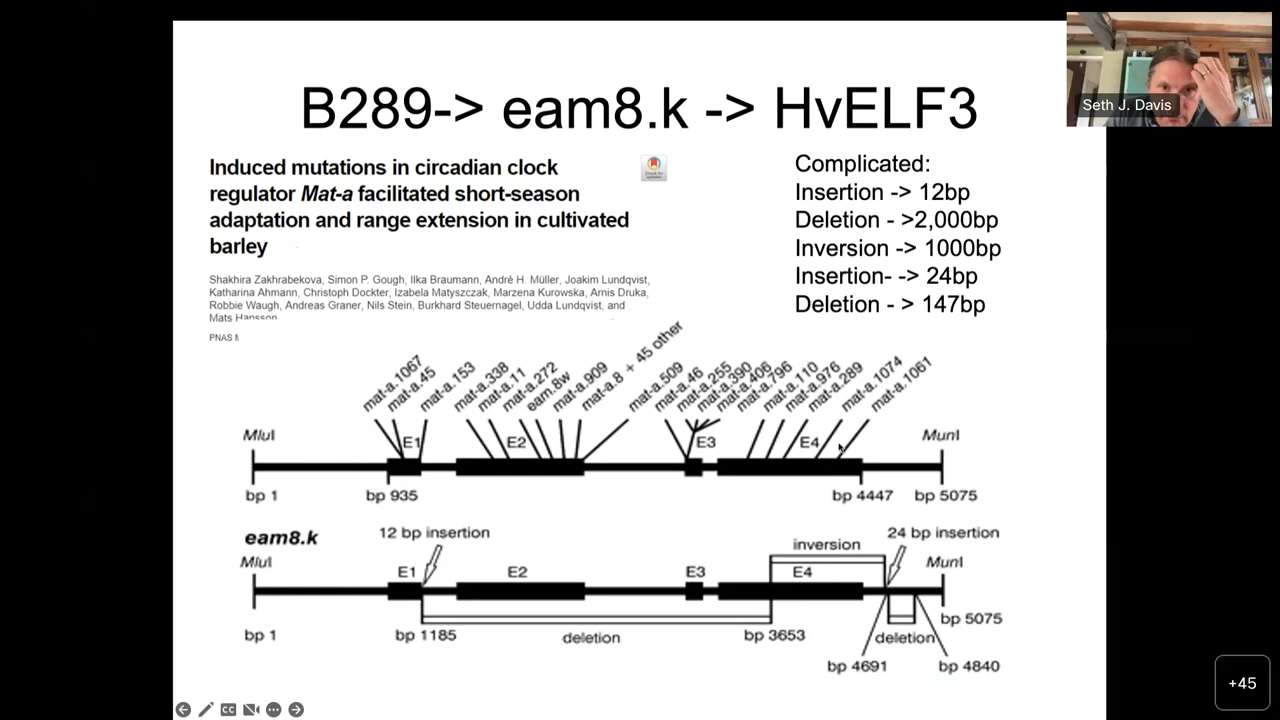 B289-> eam8.k -> HvELF3
Seth J. Davis
Induced mutations in circadian clock
regulator Mat-a facilitated short-season
adaptation and range extension in cultivated
barley
Shakhira Zakhrabekova, Simon P. Gough, Ilka Braumann, André H. Müller, Joakim Lundqvist,
Katharina Ahmann, Christoph Dockter, Izabela Matyszczak, Marzena Kurowska, Arnis Druka,
Robbie Waugh, Andreas Graner, Nils Stein, Burkhard Steuernagel, Udda Lundqvist, and
Mats Hansson
PNAS
Complicated:
Insertion -> 12bp
Deletion - >2,000bp
Inversion -> 1000bp
Insertion- -> 24bp
Deletion - > 147bp
mat-a.1067
mat-a.45
mat-a.153
mat-a.338
mat-a.11
mat-a.272
eam.8w
mat-a.909
mat-a.8 + 45 other
mat-a.509
mat-a.46
mat-a.255
mat-a.390
mat-a.406
mat-a.796
mat-a.110
mat-a.976
mat-a.289
mat-a.1074
mat-a.1061
MluI E1 E2 E3 E4 MunI
bp 1 bp 935 bp 4447 bp 5075
eam8.k 12 bp insertion inversion 24 bp insertion
MluI E1 E2 E3 E4 MunI
bp 5075
bp 1 bp 1185 deletion bp 3653 deletion
bp 4691 bp 4840
CC
+45